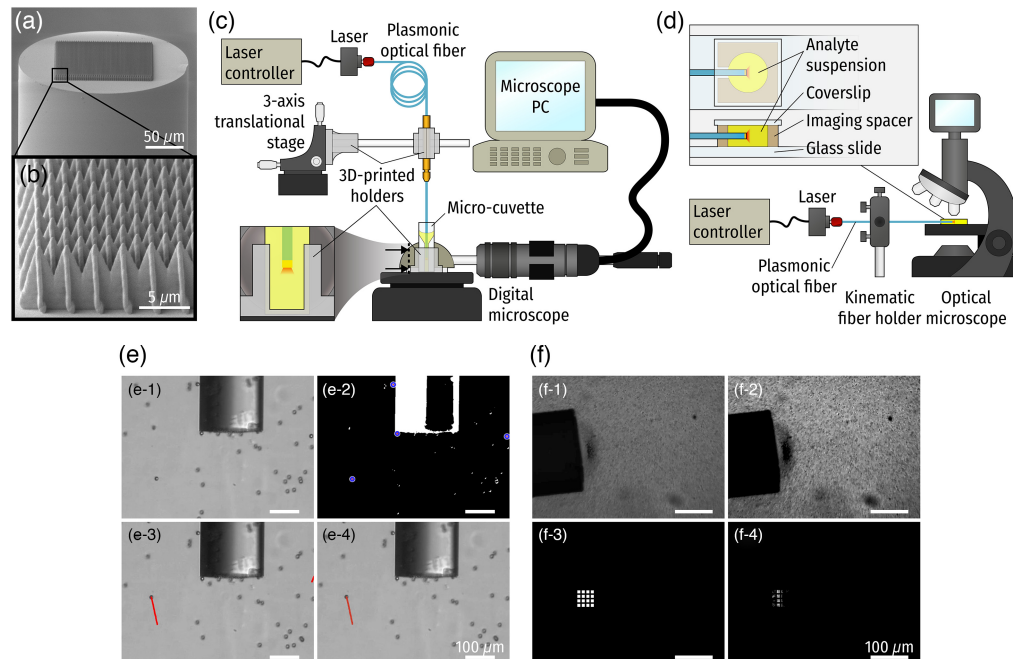 (a)
50 µm
(b)
5 µm
(c)
Laser
controller
Laser
Plasmonic
optical fiber
3-axis
translational
stage
3D-printed
holders
Micro-cuvette
Microscope
PC
Digital
microscope
(d)
Analyte
suspension
Coverslip
Imaging spacer
Glass slide
Laser
controller
Laser
Plasmonic
optical fiber
Kinematic
fiber holder
Optical
microscope
(e)
(e-1)
(e-2)
(e-3)
(e-4)
100 µm
(f)
(f-1)
(f-2)
(f-3)
(f-4)
100 µm